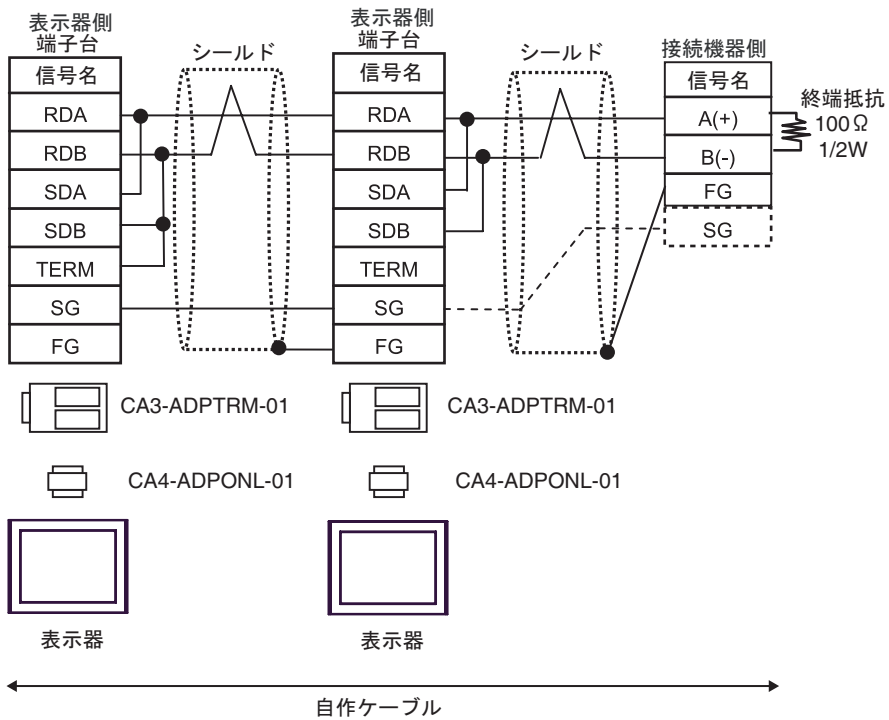 表示器側
端子台
信号名
RDA
RDB
SDA
SDB
TERM
SG
FG
シールド
表示器側
端子台
信号名
RDA
RDB
SDA
SDB
TERM
SG
FG
シールド
接続機器側
信号名
A(+)
B(-)
FG
SG
終端抵抗
100Ω
1/2W
CA3-ADPTRM-01
CA3-ADPTRM-01
CA4-ADPONL-01
CA4-ADPONL-01
表示器
表示器
自作ケーブル